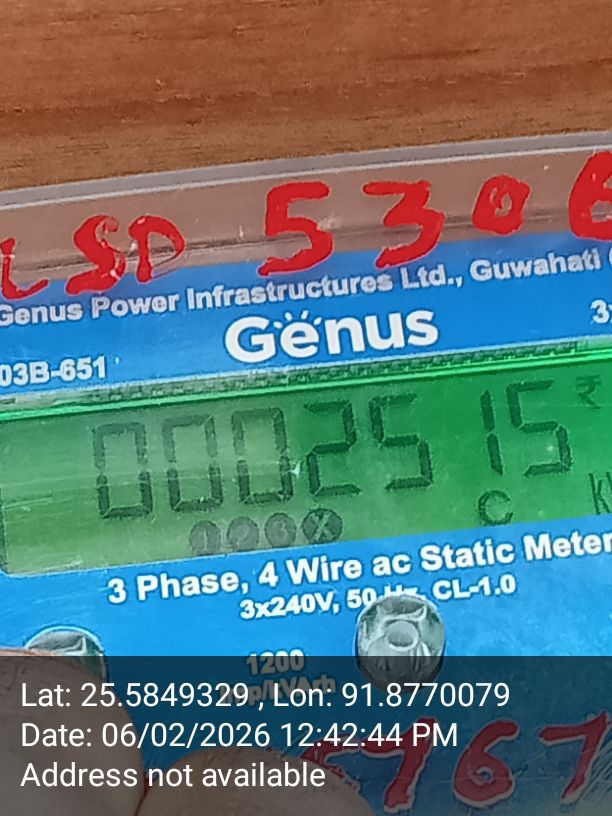 LSD 5306
Genus Power Infrastructures Ltd., Guwahati
Genus
03B-651
0002515
C
3 Phase, 4 Wire ac Static Meter
3x240V, 50 Hz, CL-1.0
1200
Lat: 25.5849329 , Lon: 91.8770079
Date: 06/02/2026 12:42:44 PM
Address not available
767